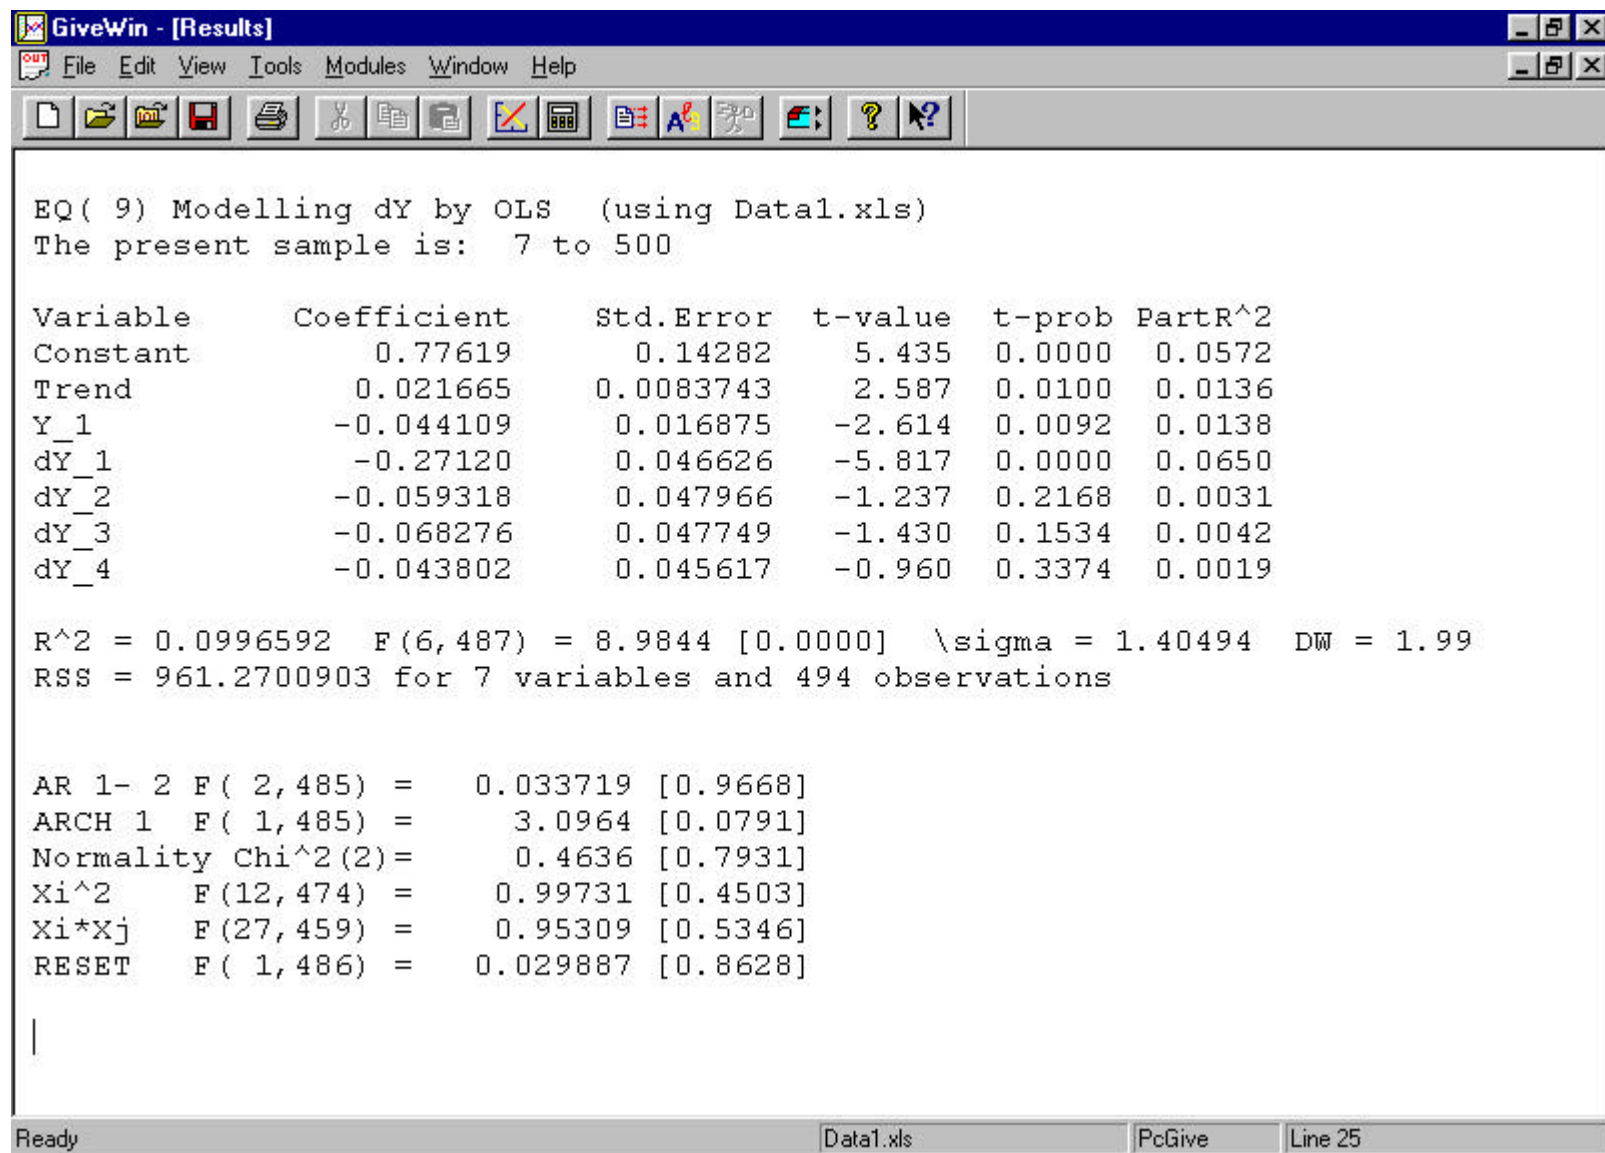 GiveWin - [Results]
OUT File Edit View Tools Modules Window Help
EQ( 9) Modelling dY by OLS (using Data1.xls)
The present sample is: 7 to 500
Variable Coefficient Std.Error t-value t-prob PartR^2
Constant 0.77619 0.14282 5.435 0.0000 0.0572
Trend 0.021665 0.0083743 2.587 0.0100 0.0136
Y_1 -0.044109 0.016875 -2.614 0.0092 0.0138
dY_1 -0.27120 0.046626 -5.817 0.0000 0.0650
dY_2 -0.059318 0.047966 -1.237 0.2168 0.0031
dY_3 -0.068276 0.047749 -1.430 0.1534 0.0042
dY_4 -0.043802 0.045617 -0.960 0.3374 0.0019
R^2 = 0.0996592 F(6,487) = 8.9844 [0.0000] \sigma = 1.40494 DW = 1.99
RSS = 961.2700903 for 7 variables and 494 observations
AR 1- 2 F( 2,485) = 0.033719 [0.9668]
ARCH 1 F( 1,485) = 3.0964 [0.0791]
Normality Chi^2(2)= 0.4636 [0.7931]
Xi^2 F(12,474) = 0.99731 [0.4503]
Xi*Xj F(27,459) = 0.95309 [0.5346]
RESET F( 1,486) = 0.029887 [0.8628]
Ready Data1.xls PcGive Line 25